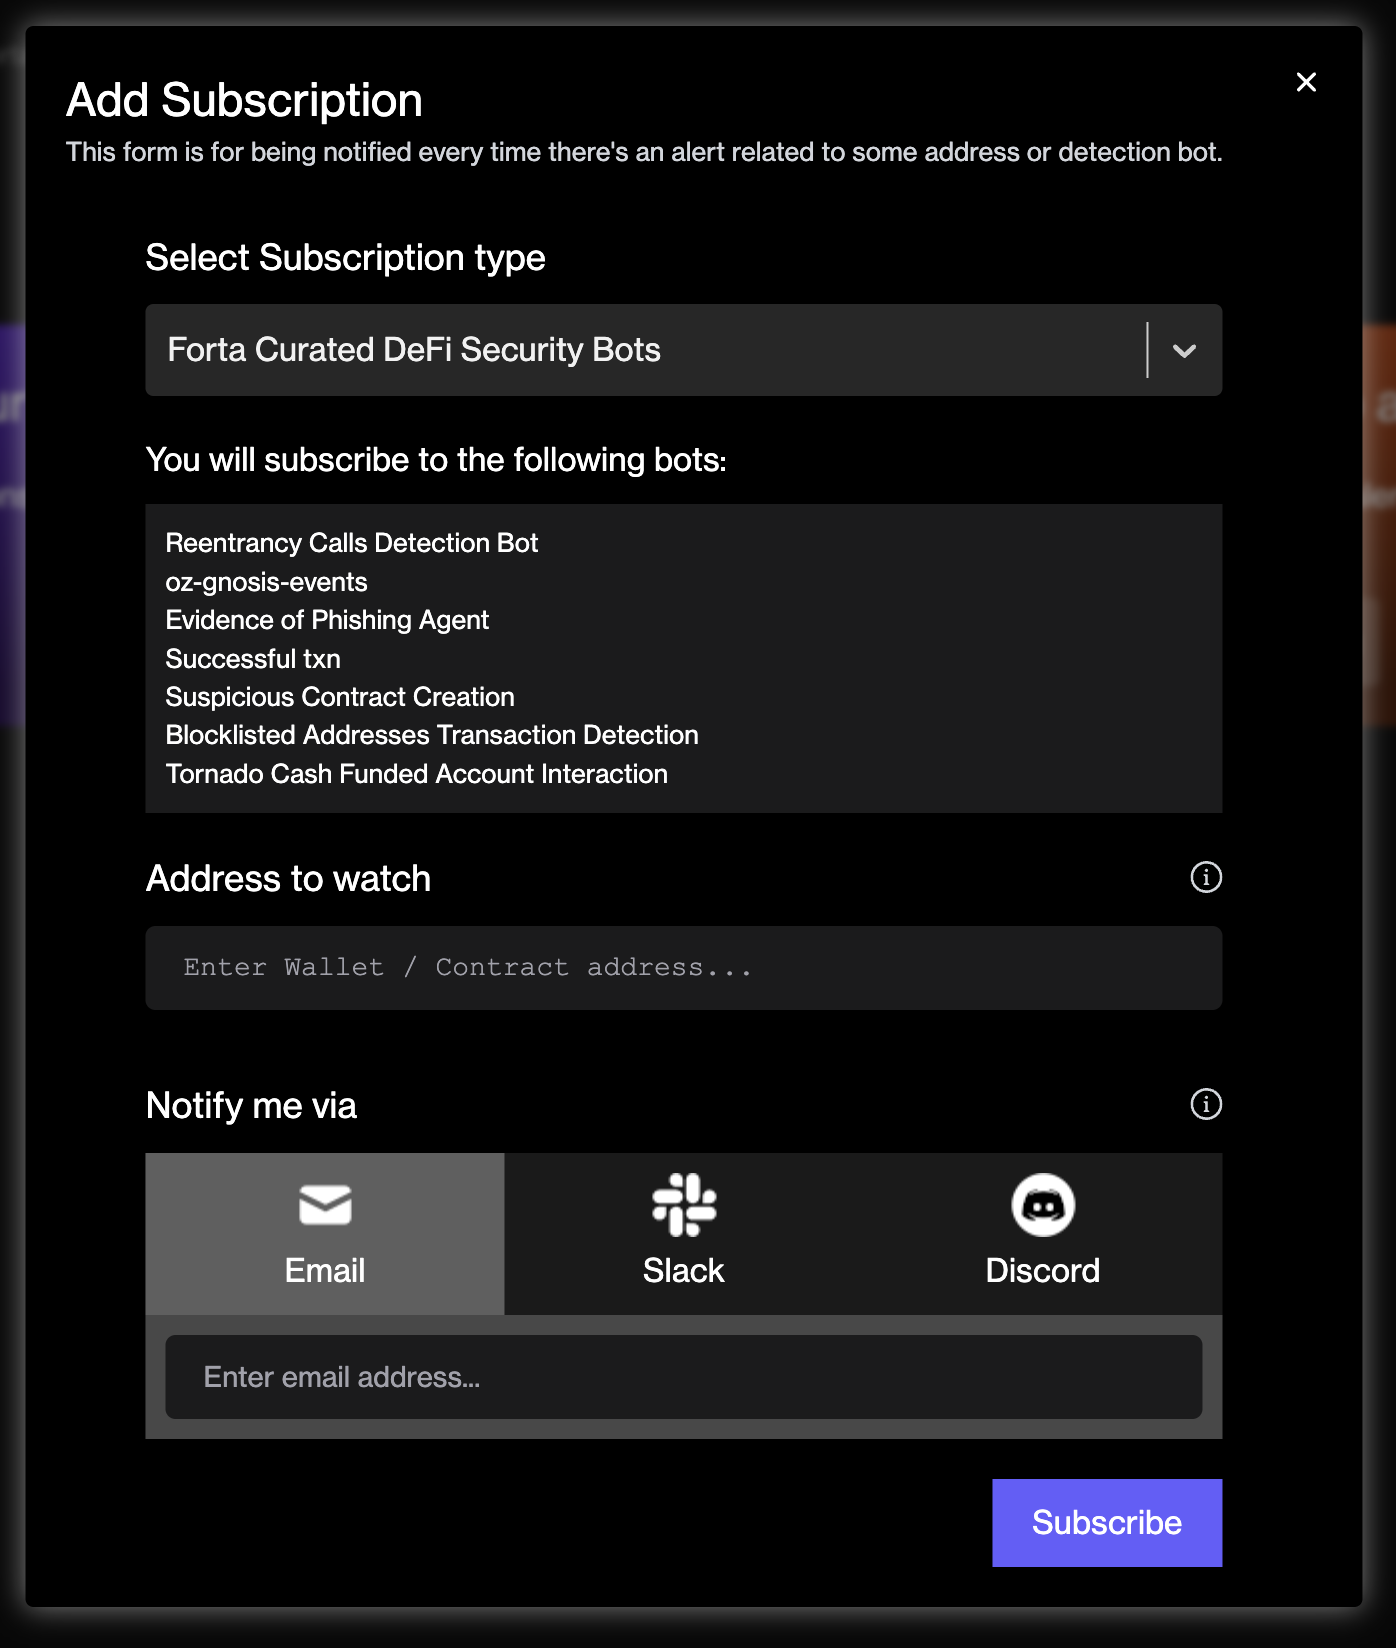 Add Subscription
This form is for being notified every time there's an alert related to some address or detection bot.
Select Subscription type
Forta Curated DeFi Security Bots
You will subscribe to the following bots:
Reentrancy Calls Detection Bot
oz-gnosis-events
Evidence of Phishing Agent
Successful txn
Suspicious Contract Creation
Blocklisted Addresses Transaction Detection
Tornado Cash Funded Account Interaction
Address to watch
Enter Wallet / Contract address...
Notify me via
Email
Slack
Discord
Enter email address...
Subscribe